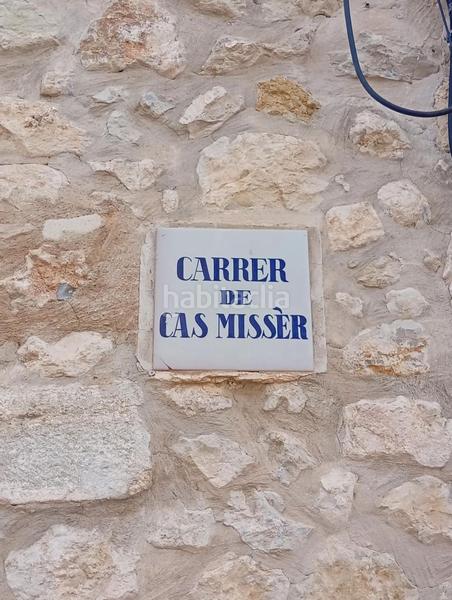 CARRER
DE
CAS MISSÈR
habitaclia